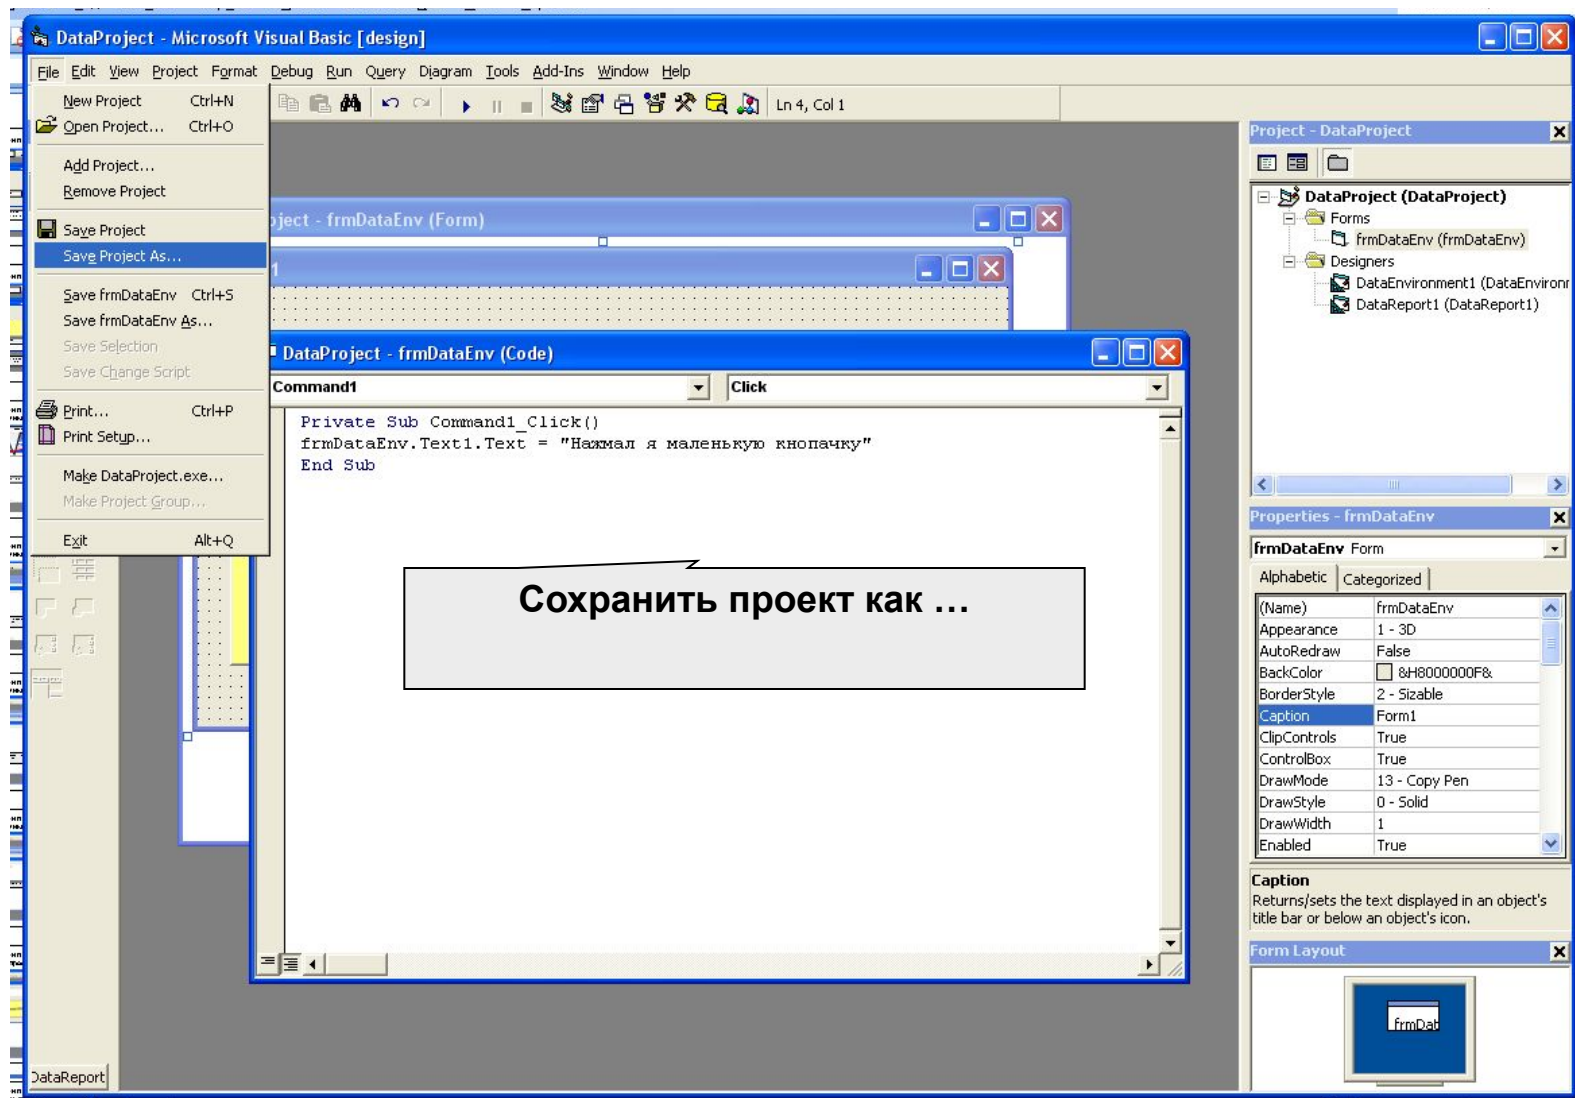 DataProject - Microsoft Visual Basic [design]
File Edit View Project Format Debug Run Query Diagram Tools Add-Ins Window Help
Ln 4, Col 1
New Project Ctrl+N
Open Project... Ctrl+O
Add Project...
Remove Project
Save Project
Save Project As...
Save frmDataEnv Ctrl+S
Save frmDataEnv As...
Save Selection
Save Change Script
Print... Ctrl+P
Print Setup...
Make DataProject.exe...
Make Project Group...
Exit Alt+Q
oject - frmDataEnv (Form)
1
DataProject - frmDataEnv (Code)
Command1 Click
Private Sub Command1_Click()
frmDataEnv.Text1.Text = "Нажмал я маленькую кнопачку"
End Sub
Сохранить проект как …
DataReport
Project - DataProject
DataProject (DataProject)
Forms
frmDataEnv (frmDataEnv)
Designers
DataEnvironment1 (DataEnvironr
DataReport1 (DataReport1)
Properties - frmDataEnv
frmDataEnv Form
Alphabetic Categorized
(Name) frmDataEnv
Appearance 1 - 3D
AutoRedraw False
BackColor &H8000000F&
BorderStyle 2 - Sizable
Caption Form1
ClipControls True
ControlBox True
DrawMode 13 - Copy Pen
DrawStyle 0 - Solid
DrawWidth 1
Enabled True
Caption
Returns/sets the text displayed in an object's
title bar or below an object's icon.
Form Layout
frmDat